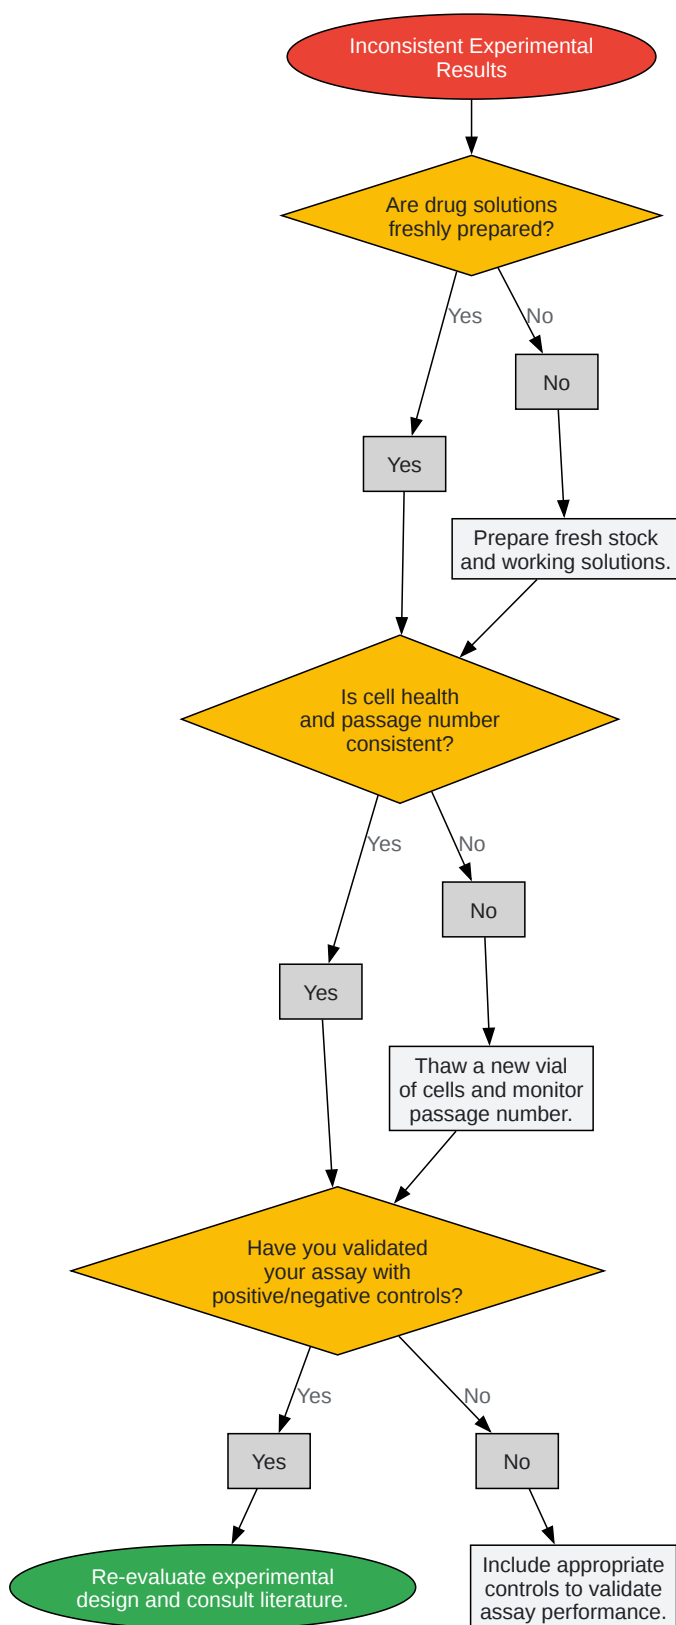 Inconsistent Experimental
Results
Are drug solutions
freshly prepared?
Yes
No
No
Yes
Prepare fresh stock
and working solutions.
Is cell health
and passage number
consistent?
Yes
No
No
Yes
Thaw a new vial
of cells and monitor
passage number.
Have you validated
your assay with
positive/negative controls?
Yes
No
Yes
No
Re-evaluate experimental
design and consult literature.
Include appropriate
controls to validate
assay performance.